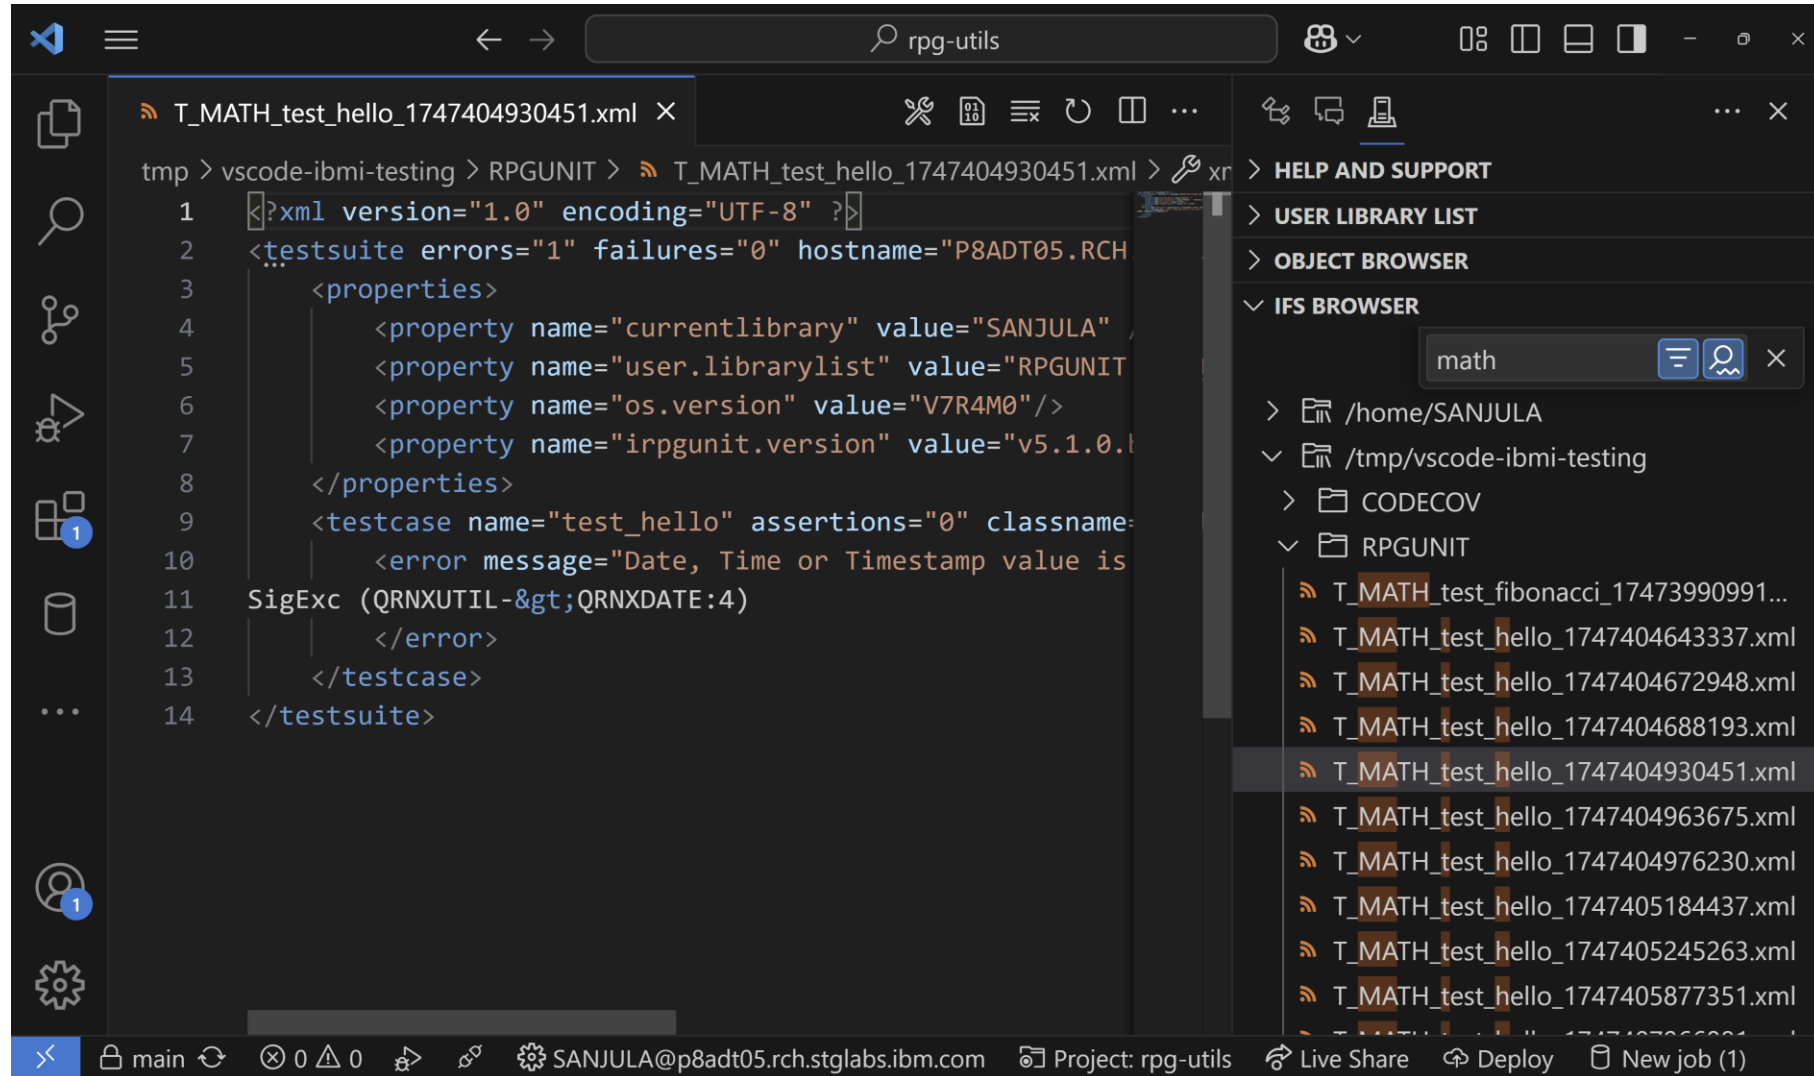 rpg-utils
T_MATH_test_hello_1747404930451.xml
tmp > vscode-ibmi-testing > RPGUNIT > T_MATH_test_hello_1747404930451.xml >
1 <?xml version="1.0" encoding="UTF-8" ?>
2 <testsuite errors="1" failures="0" hostname="P8ADT05.RCH
3 <properties>
4 <property name="currentlibrary" value="SANJULA"
5 <property name="user.librarylist" value="RPGUNIT
6 <property name="os.version" value="V7R4M0"/>
7 <property name="irpgunit.version" value="v5.1.0.
8 </properties>
9 <testcase name="test_hello" assertions="0" classname=
10 <error message="Date, Time or Timestamp value is
11 SigExc (QRNXUTIL-&gt;QRNXDATE:4)
12 </error>
13 </testcase>
14 </testsuite>
HELP AND SUPPORT
USER LIBRARY LIST
OBJECT BROWSER
IFS BROWSER
math
/home/SANJULA
/tmp/vscode-ibmi-testing
CODECOV
RPGUNIT
T_MATH_test_fibonacci_17473990991...
T_MATH_test_hello_1747404643337.xml
T_MATH_test_hello_1747404672948.xml
T_MATH_test_hello_1747404688193.xml
T_MATH_test_hello_1747404930451.xml
T_MATH_test_hello_1747404963675.xml
T_MATH_test_hello_1747404976230.xml
T_MATH_test_hello_1747405184437.xml
T_MATH_test_hello_1747405245263.xml
T_MATH_test_hello_1747405877351.xml
1
1
main 0 0 SANJULA@p8adt05.rch.stglabs.ibm.com Project: rpg-utils Live Share Deploy New job (1)